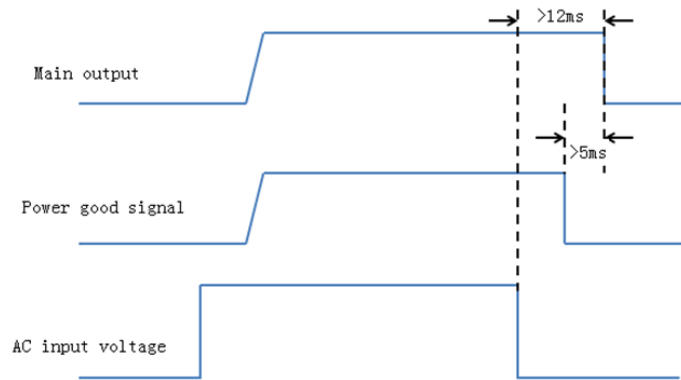 >12ms
Main output
>5ms
Power good signal
AC input voltage